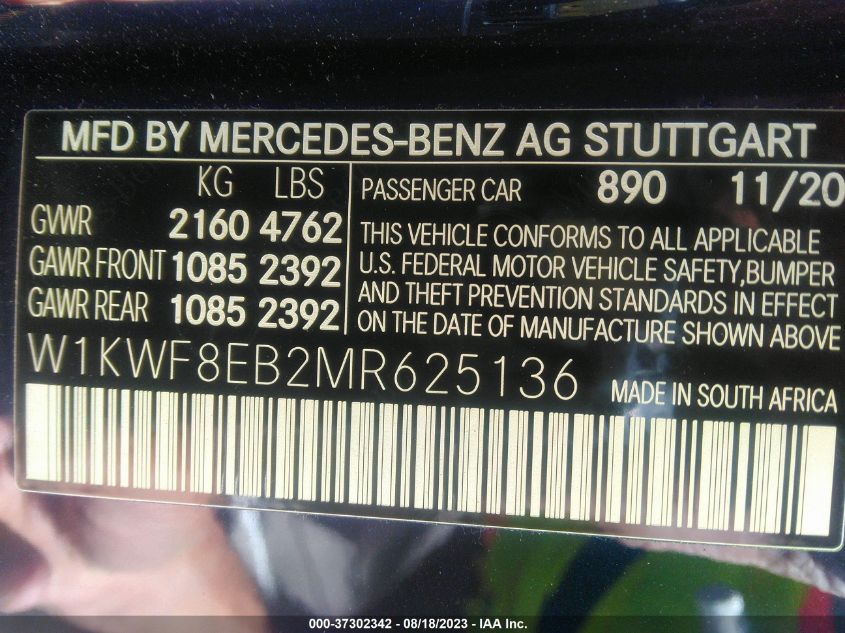 MFD BY MERCEDES-BENZ AG STUTTGART
KG LBS
GVWR 2160 4762
GAWR FRONT 1085 2392
GAWR REAR 1085 2392
PASSENGER CAR 890 11/20
THIS VEHICLE CONFORMS TO ALL APPLICABLE
U.S. FEDERAL MOTOR VEHICLE SAFETY,BUMPER
AND THEFT PREVENTION STANDARDS IN EFFECT
ON THE DATE OF MANUFACTURE SHOWN ABOVE
W1KWF8EB2MR625136 MADE IN SOUTH AFRICA
000-37302342 - 08/18/2023 - IAA Inc.